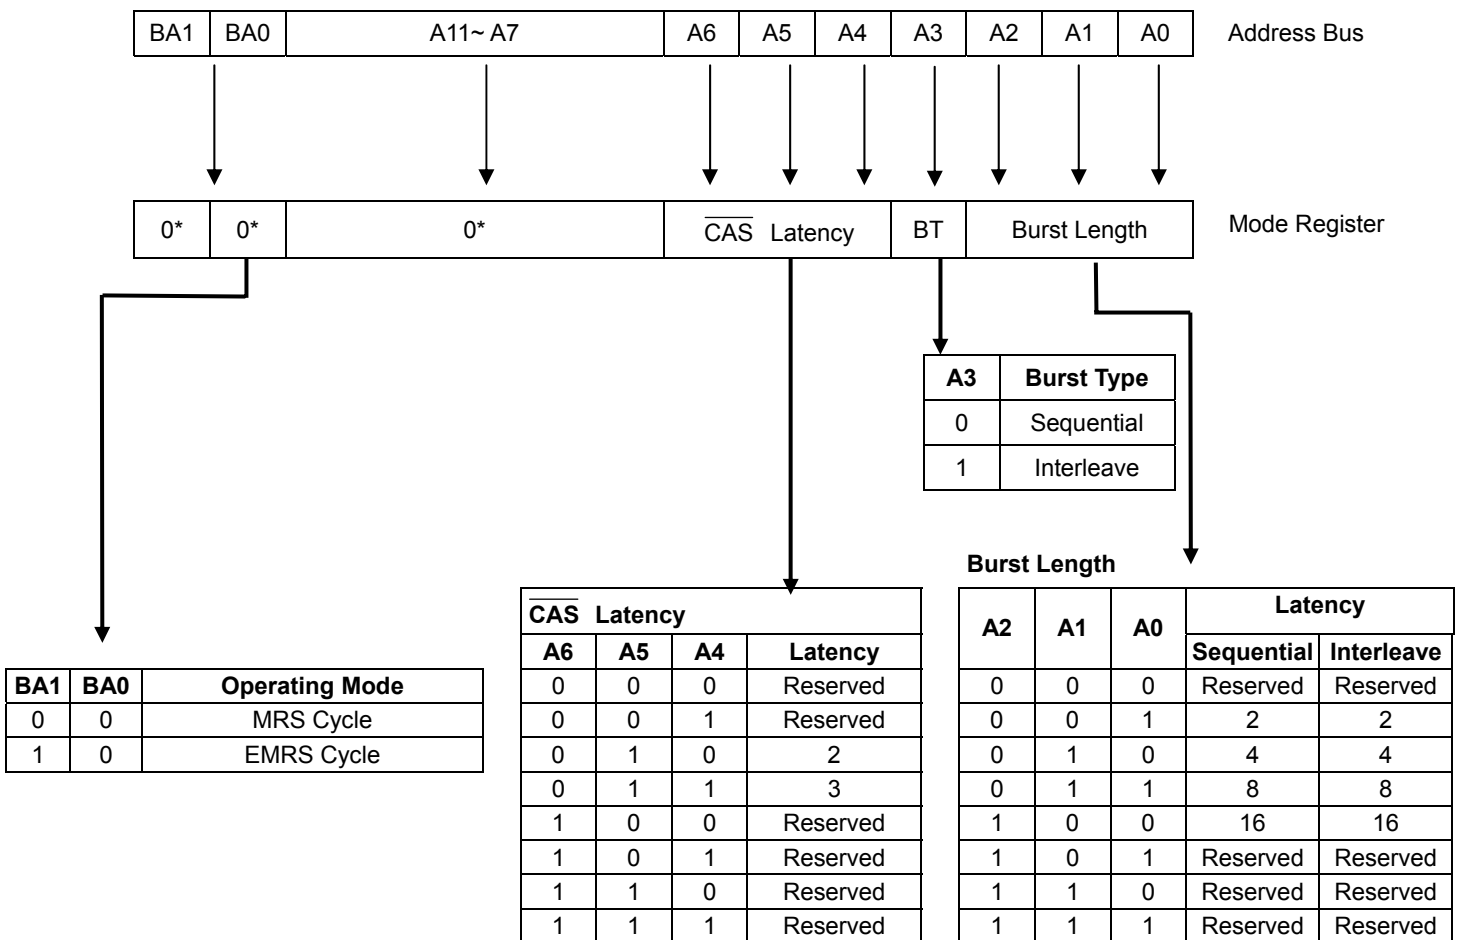 BA1 BA0 A11~ A7 A6 A5 A4 A3 A2 A1 A0 Address Bus
0* 0* 0* CAS Latency BT Burst Length Mode Register
A3 Burst Type
0 Sequential
1 Interleave
BA1 BA0 Operating Mode
0 0 MRS Cycle
1 0 EMRS Cycle
CAS Latency
A6 A5 A4 Latency
0 0 0 Reserved
0 0 1 Reserved
0 1 0 2
0 1 1 3
1 0 0 Reserved
1 0 1 Reserved
1 1 0 Reserved
1 1 1 Reserved
Burst Length
A2 A1 A0 Latency
Sequential Interleave
0 0 0 Reserved Reserved
0 0 1 2 2
0 1 0 4 4
0 1 1 8 8
1 0 0 16 16
1 0 1 Reserved Reserved
1 1 0 Reserved Reserved
1 1 1 Reserved Reserved